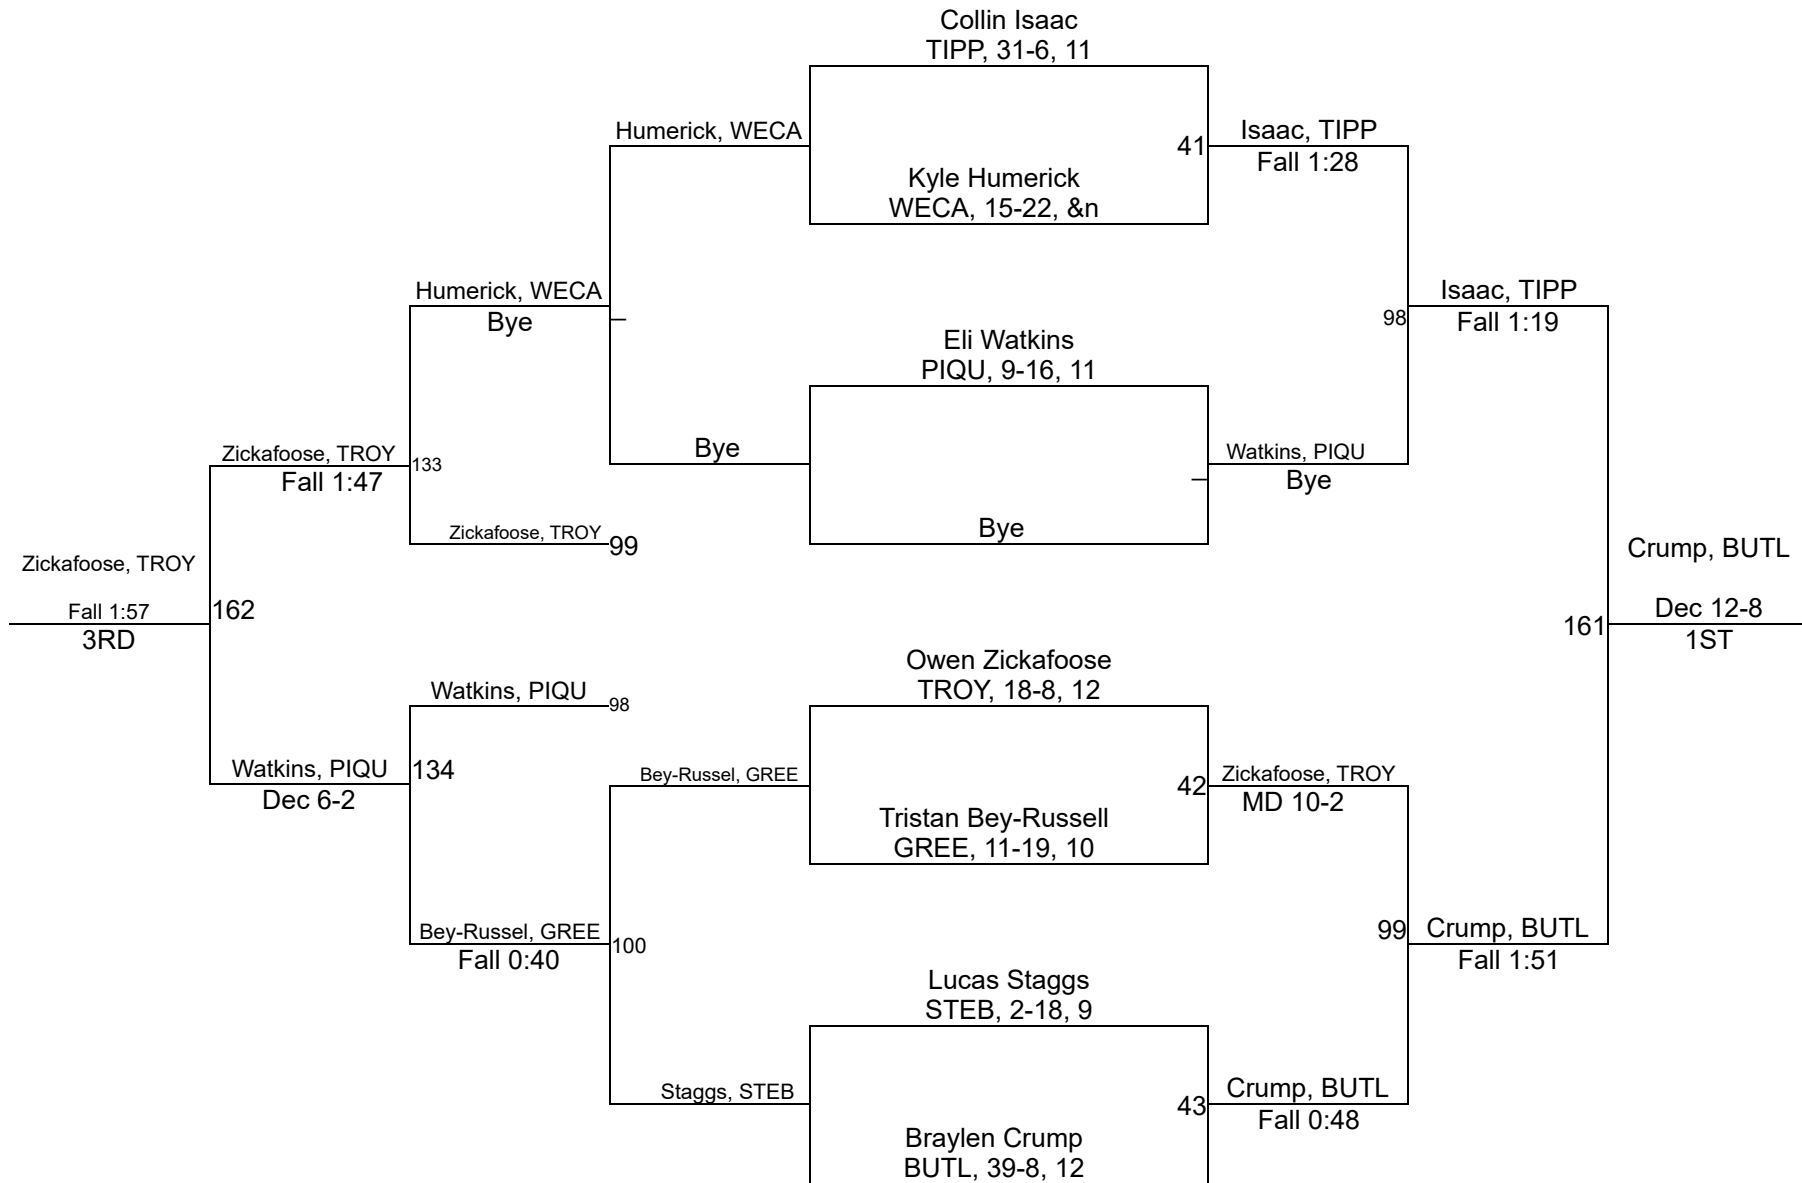 Collin Isaac
TIPP, 31-6, 11
Humerick, WECA
41
Isaac, TIPP
Fall 1:28
Kyle Humerick
WECA, 15-22, &n
Humerick, WECA
Bye
98
Isaac, TIPP
Fall 1:19
Eli Watkins
PIQU, 9-16, 11
Zickafoose, TROY
Fall 1:47
133
Bye
Watkins, PIQU
Bye
Bye
Zickafoose, TROY
99
Zickafoose, TROY
Fall 1:57
3RD
162
Crump, BUTL
161
Dec 12-8
1ST
Owen Zickafoose
TROY, 18-8, 12
Watkins, PIQU
98
Watkins, PIQU
Dec 6-2
134
Bey-Russel, GREE
42
Zickafoose, TROY
MD 10-2
Tristan Bey-Russell
GREE, 11-19, 10
Bey-Russel, GREE
Fall 0:40
100
99
Crump, BUTL
Fall 1:51
Lucas Staggs
STEB, 2-18, 9
Staggs, STEB
43
Crump, BUTL
Fall 0:48
Braylen Crump
BUTL, 39-8, 12